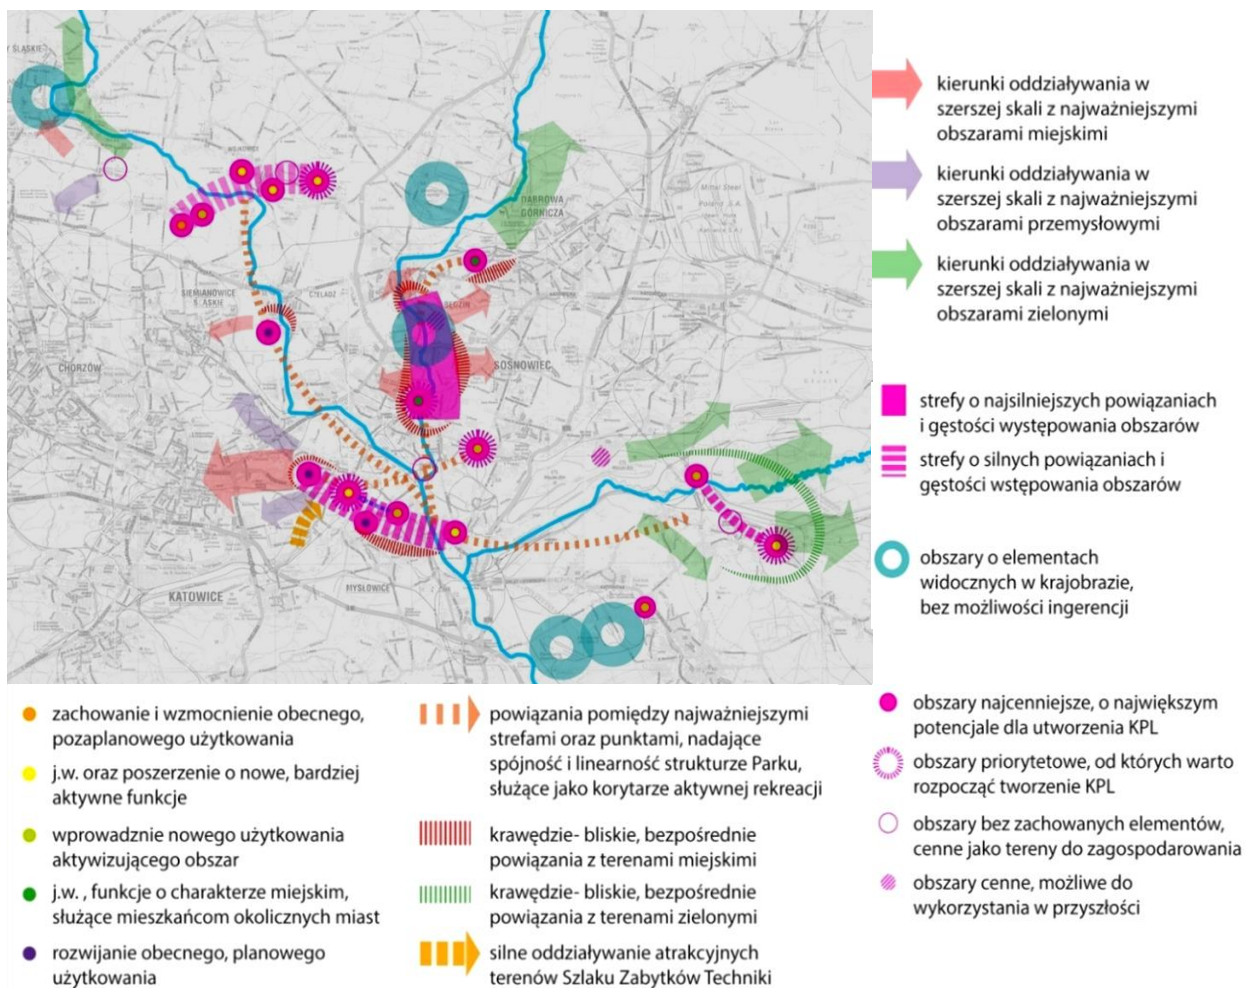 Y ŚLĄSKIE
WOJKOWICE
DĄBROWA
GÓRNICZA
SIEMIANOWICE
ŚLĄSKIE
CZELADŹ
BĘDZIN
CHORZÓW
SOSNOWIEC
MYSŁOWICE
KATOWICE
kierunki oddziaływania w
szerszej skali z najważniejszymi
obszarami miejskimi
kierunki oddziaływania w
szerszej skali z najważniejszymi
obszarami przemysłowymi
kierunki oddziaływania w
szerszej skali z najważniejszymi
obszarami zielonymi
strefy o najsilniejszych powiązaniach
i gęstości występowania obszarów
strefy o silnych powiązaniach i
gęstości wstępowania obszarów
obszary o elementach
widocznych w krajobrazie,
bez możliwości ingerencji
zachowanie i wzmocnienie obecnego,
pozaplanowego użytkowania
j.w. oraz poszerzenie o nowe, bardziej
aktywne funkcje
wprowadznie nowego użytkowania
aktywizującego obszar
j.w. , funkcje o charakterze miejskim,
służące mieszkańcom okolicznych miast
rozwijanie obecnego, planowego
użytkowania
powiązania pomiędzy najważniejszymi
strefami oraz punktami, nadające
spójność i linearność strukturze Parku,
służące jako korytarze aktywnej rekreacji
krawędzie- bliskie, bezpośrednie
powiązania z terenami miejskimi
krawędzie- bliskie, bezpośrednie
powiązania z terenami zielonymi
silne oddziaływanie atrakcyjnych
terenów Szlaku Zabytków Techniki
obszary najcenniejsze, o największym
potencjale dla utworzenia KPL
obszary priorytetowe, od których warto
rozpocząć tworzenie KPL
obszary bez zachowanych elementów,
cenne jako tereny do zagospodarowania
obszary cenne, możliwe do
wykorzystania w przyszłości